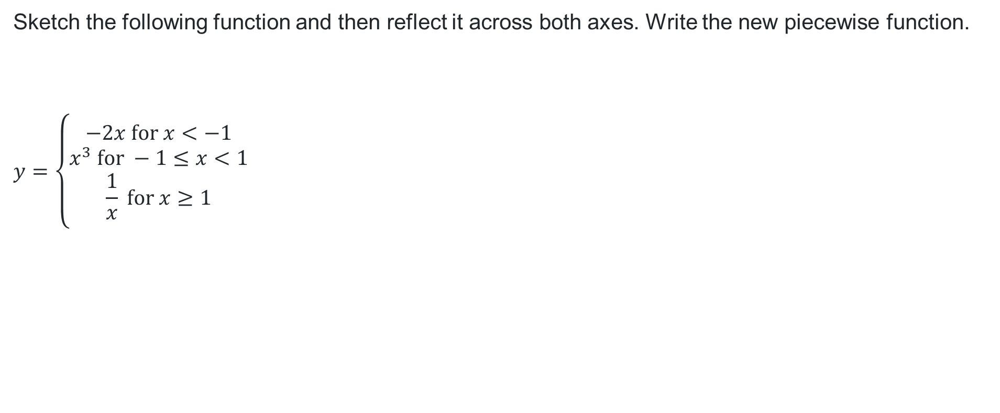 Sketch the following function and then reflect it across both axes. Write the new piecewise function.
y = {
−2x for x < −1
x³ for − 1 ≤ x < 1
1/x for x ≥ 1